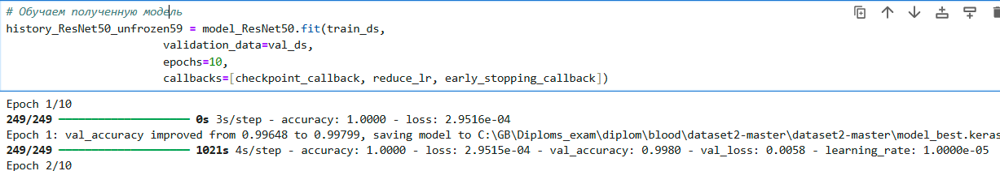 # Обучаем полученную модель
history_ResNet50_unfrozen59 = model_ResNet50.fit(train_ds,
validation_data=val_ds,
epochs=10,
callbacks=[checkpoint_callback, reduce_lr, early_stopping_callback])
Epoch 1/10
249/249 ━━━━━━━━━━━━━━━━━━━━ 0s 3s/step - accuracy: 1.0000 - loss: 2.9516e-04
Epoch 1: val_accuracy improved from 0.99648 to 0.99799, saving model to C:\GB\Diploms_exam\diplom\blood\dataset2-master\dataset2-master\model_best.keras
249/249 ━━━━━━━━━━━━━━━━━━━━ 1021s 4s/step - accuracy: 1.0000 - loss: 2.9515e-04 - val_accuracy: 0.9980 - val_loss: 0.0058 - learning_rate: 1.0000e-05
Epoch 2/10